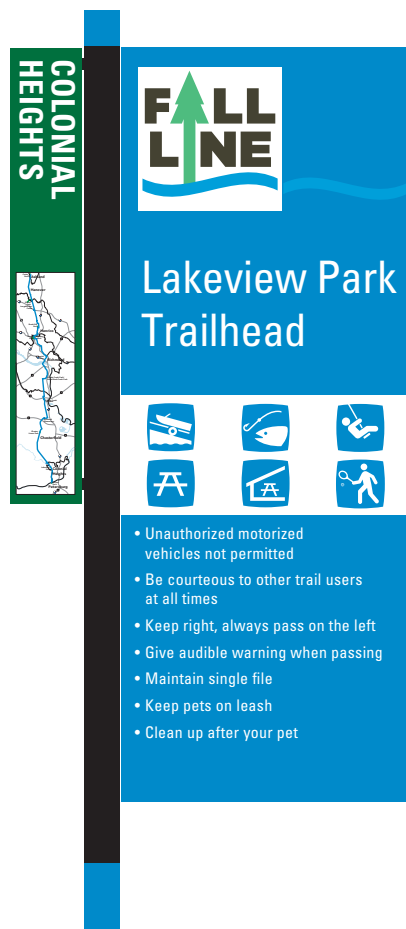 COLONIAL
HEIGHTS
FALL
LINE
Lakeview Park
Trailhead
• Unauthorized motorized
vehicles not permitted
• Be courteous to other trail users
at all times
• Keep right, always pass on the left
• Give audible warning when passing
• Maintain single file
• Keep pets on leash
• Clean up after your pet